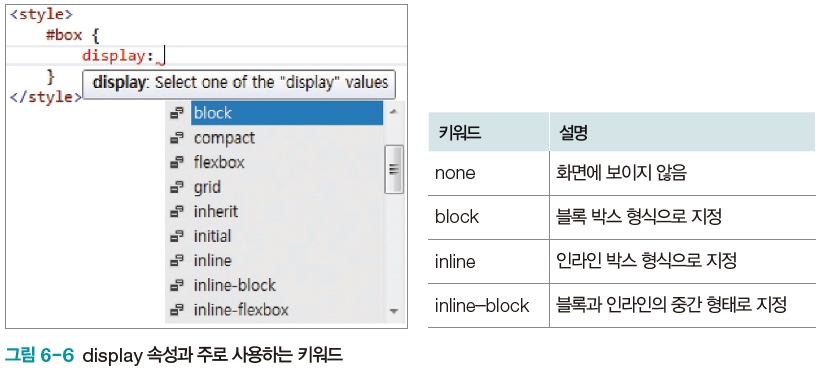 <style>
#box {
display:
}
</style>
display: Select one of the "display" values
block
compact
flexbox
grid
inherit
initial
inline
inline-block
inline-flexbox
키워드 설명
none 화면에 보이지 않음
block 블록 박스 형식으로 지정
inline 인라인 박스 형식으로 지정
inline-block 블록과 인라인의 중간 형태로 지정
그림 6-6 display 속성과 주로 사용하는 키워드